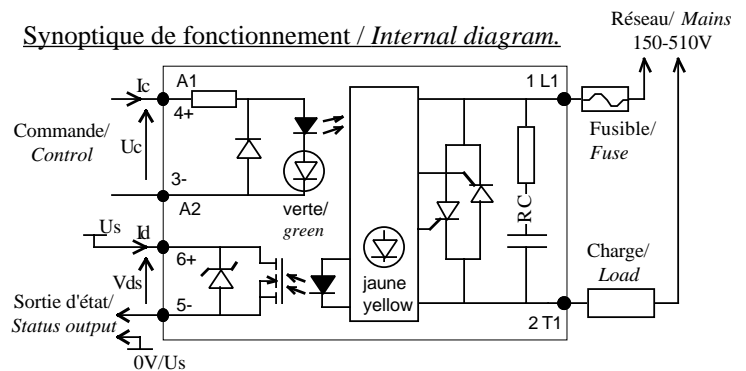 Synoptique de fonctionnement / Internal diagram.
Réseau/ Mains
150-510V
Ic
A1
4+
1 L1
Commande/
Control
Uc
Fusible/
Fuse
3-
A2
verte/
green
RC
Us
Id
6+
Vds
jaune
yellow
Charge/
Load
Sortie d'état/
Status output
5-
2 T1
0V/Us